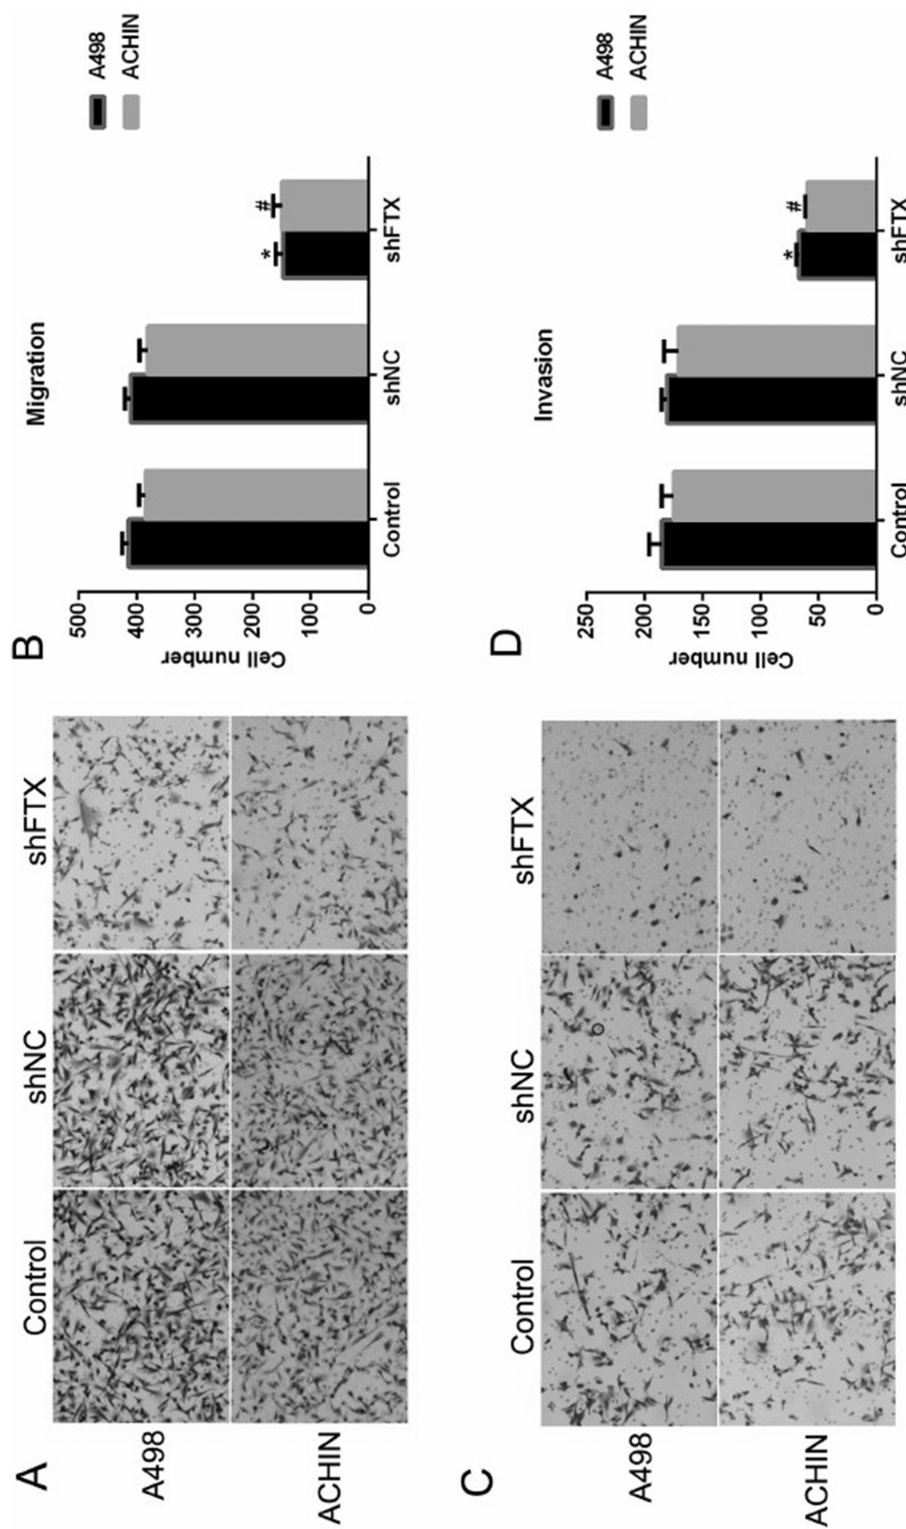 A
Control
shNC
shFTX
A498
ACHIN
B
Migration
A498
ACHIN
Cell number
500
400
300
200
100
0
*
#
Control
shNC
shFTX
C
Control
shNC
shFTX
A498
ACHIN
D
Invasion
A498
ACHIN
Cell number
250
200
150
100
50
0
*
#
Control
shNC
shFTX